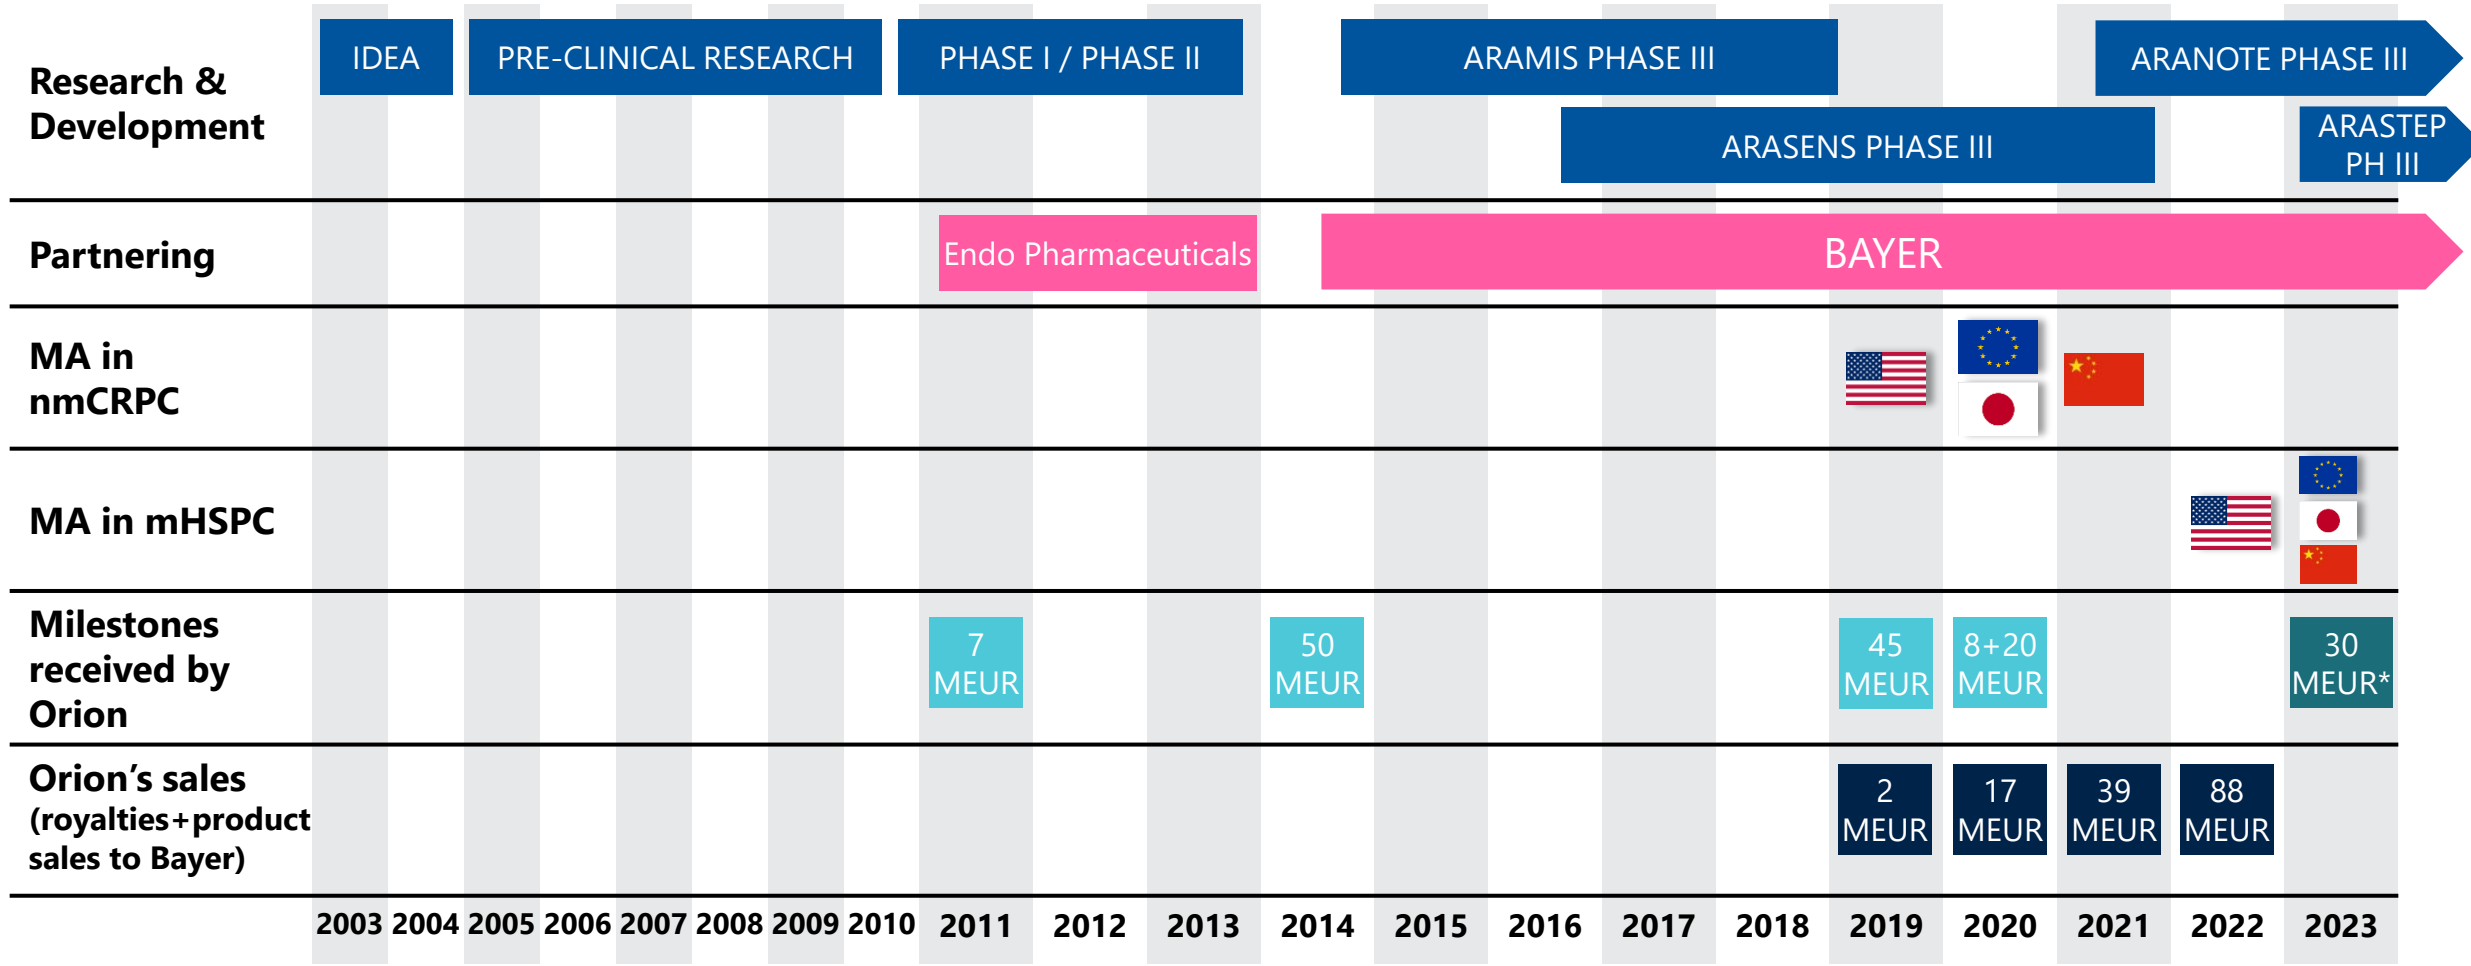 Research &
Development
IDEA
PRE-CLINICAL RESEARCH
PHASE I / PHASE II
ARAMIS PHASE III
ARANOTE PHASE III
ARASENS PHASE III
ARASTEP
PH III
Partnering
Endo Pharmaceuticals
BAYER
MA in
nmCRPC
MA in mHSPC
Milestones
received by
Orion
7
MEUR
50
MEUR
45
MEUR
8+20
MEUR
30
MEUR*
Orion’s sales
(royalties+product
sales to Bayer)
2
MEUR
17
MEUR
39
MEUR
88
MEUR
2003 2004 2005 2006 2007 2008 2009 2010 2011 2012 2013 2014 2015 2016 2017 2018 2019 2020 2021 2022 2023